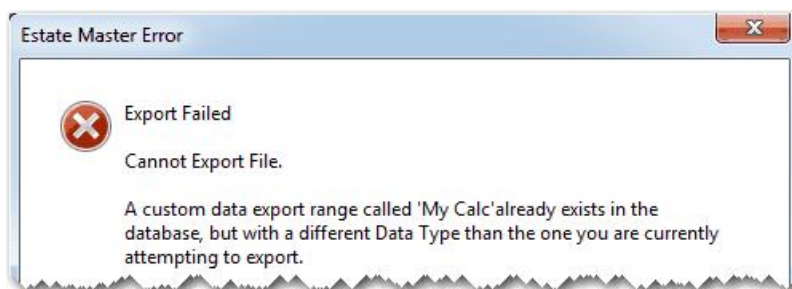 Estate Master Error
Export Failed
Cannot Export File.
A custom data export range called 'My Calc'already exists in the
database, but with a different Data Type than the one you are currently
attempting to export.